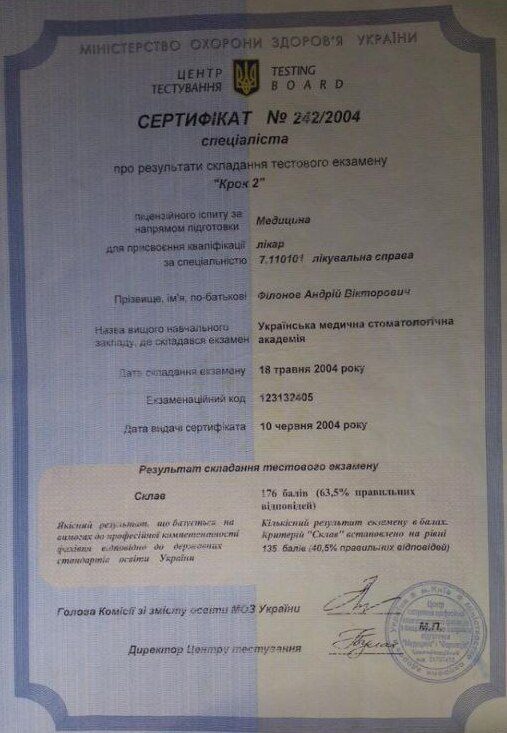 МІНІСТЕРСТВО ОХОРОНИ ЗДОРОВ'Я УКРАЇНИ
ЦЕНТР ТЕСТУВАННЯ
TESTING BOARD
СЕРТИФІКАТ № 242/2004
спеціаліста
про результати складання тестового екзамену
"Крок 2"
ліцензійного іспиту за
напрямом підготовки Медицина
для присвоєння кваліфікації лікар
за спеціальністю 7.110101 лікувальна справа
Прізвище, ім'я, по-батькові Філонов Андрій Вікторович
Назва вищого навчального Українська медична стоматологічна
закладу, де складався екзамен академія
Дата складання екзамену 18 травня 2004 року
Екзаменаційний код 123132405
Дата видачі сертифіката 10 червня 2004 року
Результат складання тестового екзамену
Склав
176 балів (63,5% правильних
відповідей)
Якісний результат, що базується на
вимогах до професійної компетентності
фахівця відповідно до державних
стандартів освіти України
Кількісний результат екзамену в балах.
Критерій "Склав" встановлено на рівні
135 балів (40,5% правильних відповідей)
Голова Комісії зі змісту освіти МОЗ України
М.П.
Директор Центру тестування